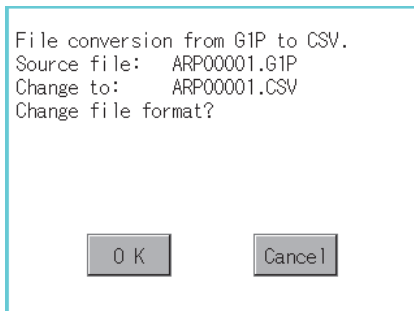 File conversion from G1P to CSV.
Source file: ARP00001.G1P
Change to: ARP00001.CSV
Change file format?
OK
Cancel